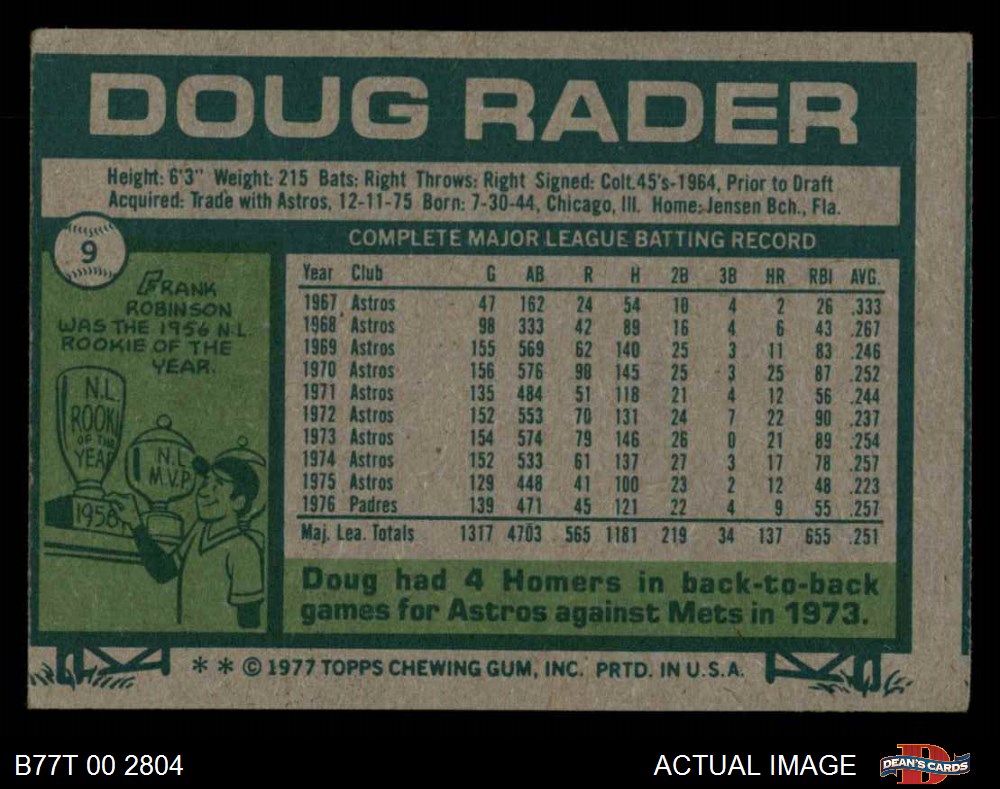 DOUG RADER
Height: 6'3" Weight: 215 Bats: Right Throws: Right Signed: Colt.45's-1964, Prior to Draft
Acquired: Trade with Astros, 12-11-75 Born: 7-30-44, Chicago, Ill. Home: Jensen Bch., Fla.
9
FRANK
ROBINSON
WAS THE 1956 N.L.
ROOKIE OF THE
YEAR.
N.L.
ROOKI
OF THE
YEAR
1956
N.L.
M.V.P.
COMPLETE MAJOR LEAGUE BATTING RECORD
Year Club G AB R H 2B 3B HR RBI AVG.
1967 Astros 47 162 24 54 10 4 2 26 .333
1968 Astros 98 333 42 89 16 4 6 43 .267
1969 Astros 155 569 62 140 25 3 11 83 .246
1970 Astros 156 576 90 145 25 3 25 87 .252
1971 Astros 135 484 51 118 21 4 12 56 .244
1972 Astros 152 553 70 131 24 7 22 90 .237
1973 Astros 154 574 79 146 26 0 21 89 .254
1974 Astros 152 533 61 137 27 3 17 78 .257
1975 Astros 129 448 41 100 23 2 12 48 .223
1976 Padres 139 471 45 121 22 4 9 55 .257
Maj. Lea. Totals 1317 4703 565 1181 219 34 137 655 .251
Doug had 4 Homers in back-to-back
games for Astros against Mets in 1973.
* * © 1977 TOPPS CHEWING GUM, INC. PRTD. IN U.S.A.
B77T 00 2804
ACTUAL IMAGE
D
DEAN'S CARDS